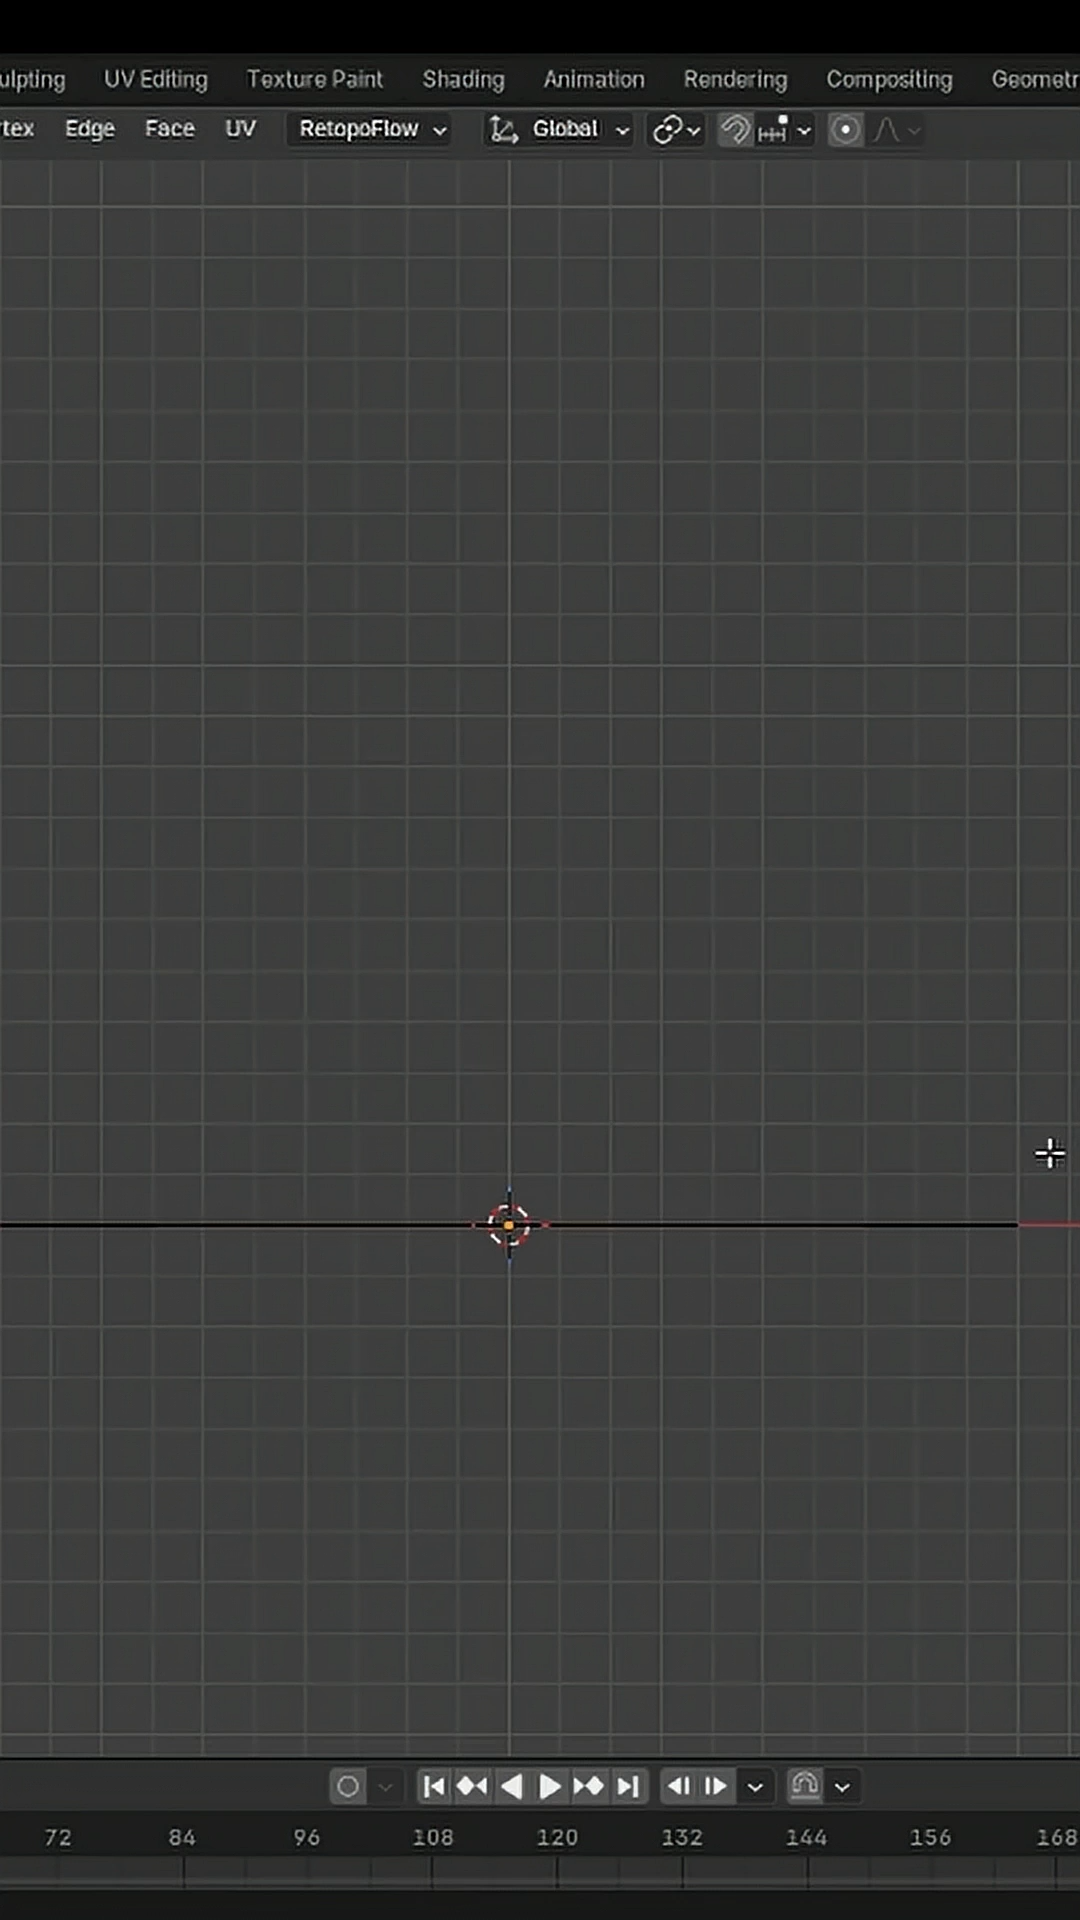 ulpting UV Editing Texture Paint Shading Animation Rendering Compositing Geometr
tex Edge Face UV RetopoFlow Global
72 84 96 108 120 132 144 156 168